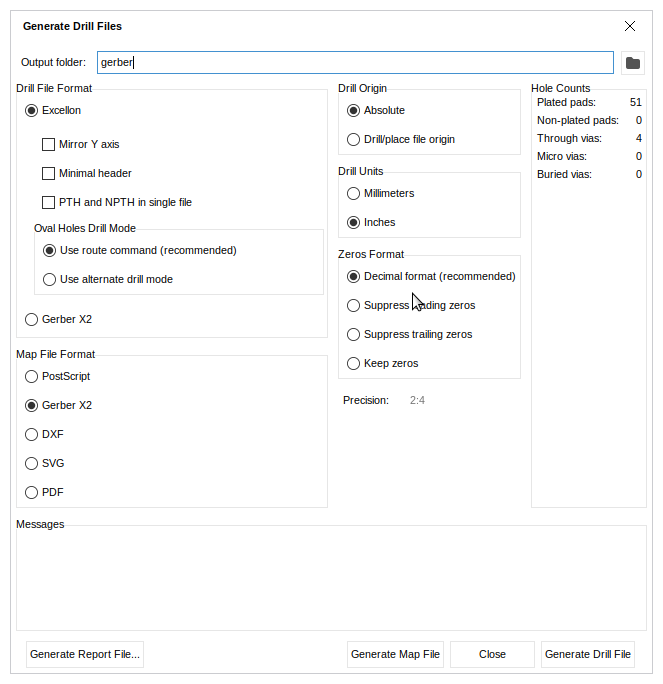 Generate Drill Files
Output folder:
gerber
Drill File Format
Excellon
Mirror Y axis
Minimal header
PTH and NPTH in single file
Oval Holes Drill Mode
Use route command (recommended)
Use alternate drill mode
Gerber X2
Map File Format
PostScript
Gerber X2
DXF
SVG
PDF
Drill Origin
Absolute
Drill/place file origin
Drill Units
Millimeters
Inches
Zeros Format
Decimal format (recommended)
Suppress zeros
Suppress trailing zeros
Keep zeros
Precision: 2:4
Hole Counts
Plated pads: 51
Non-plated pads: 0
Through vias: 4
Micro vias: 0
Buried vias: 0
Messages
Generate Report File...
Generate Map File
Close
Generate Drill File